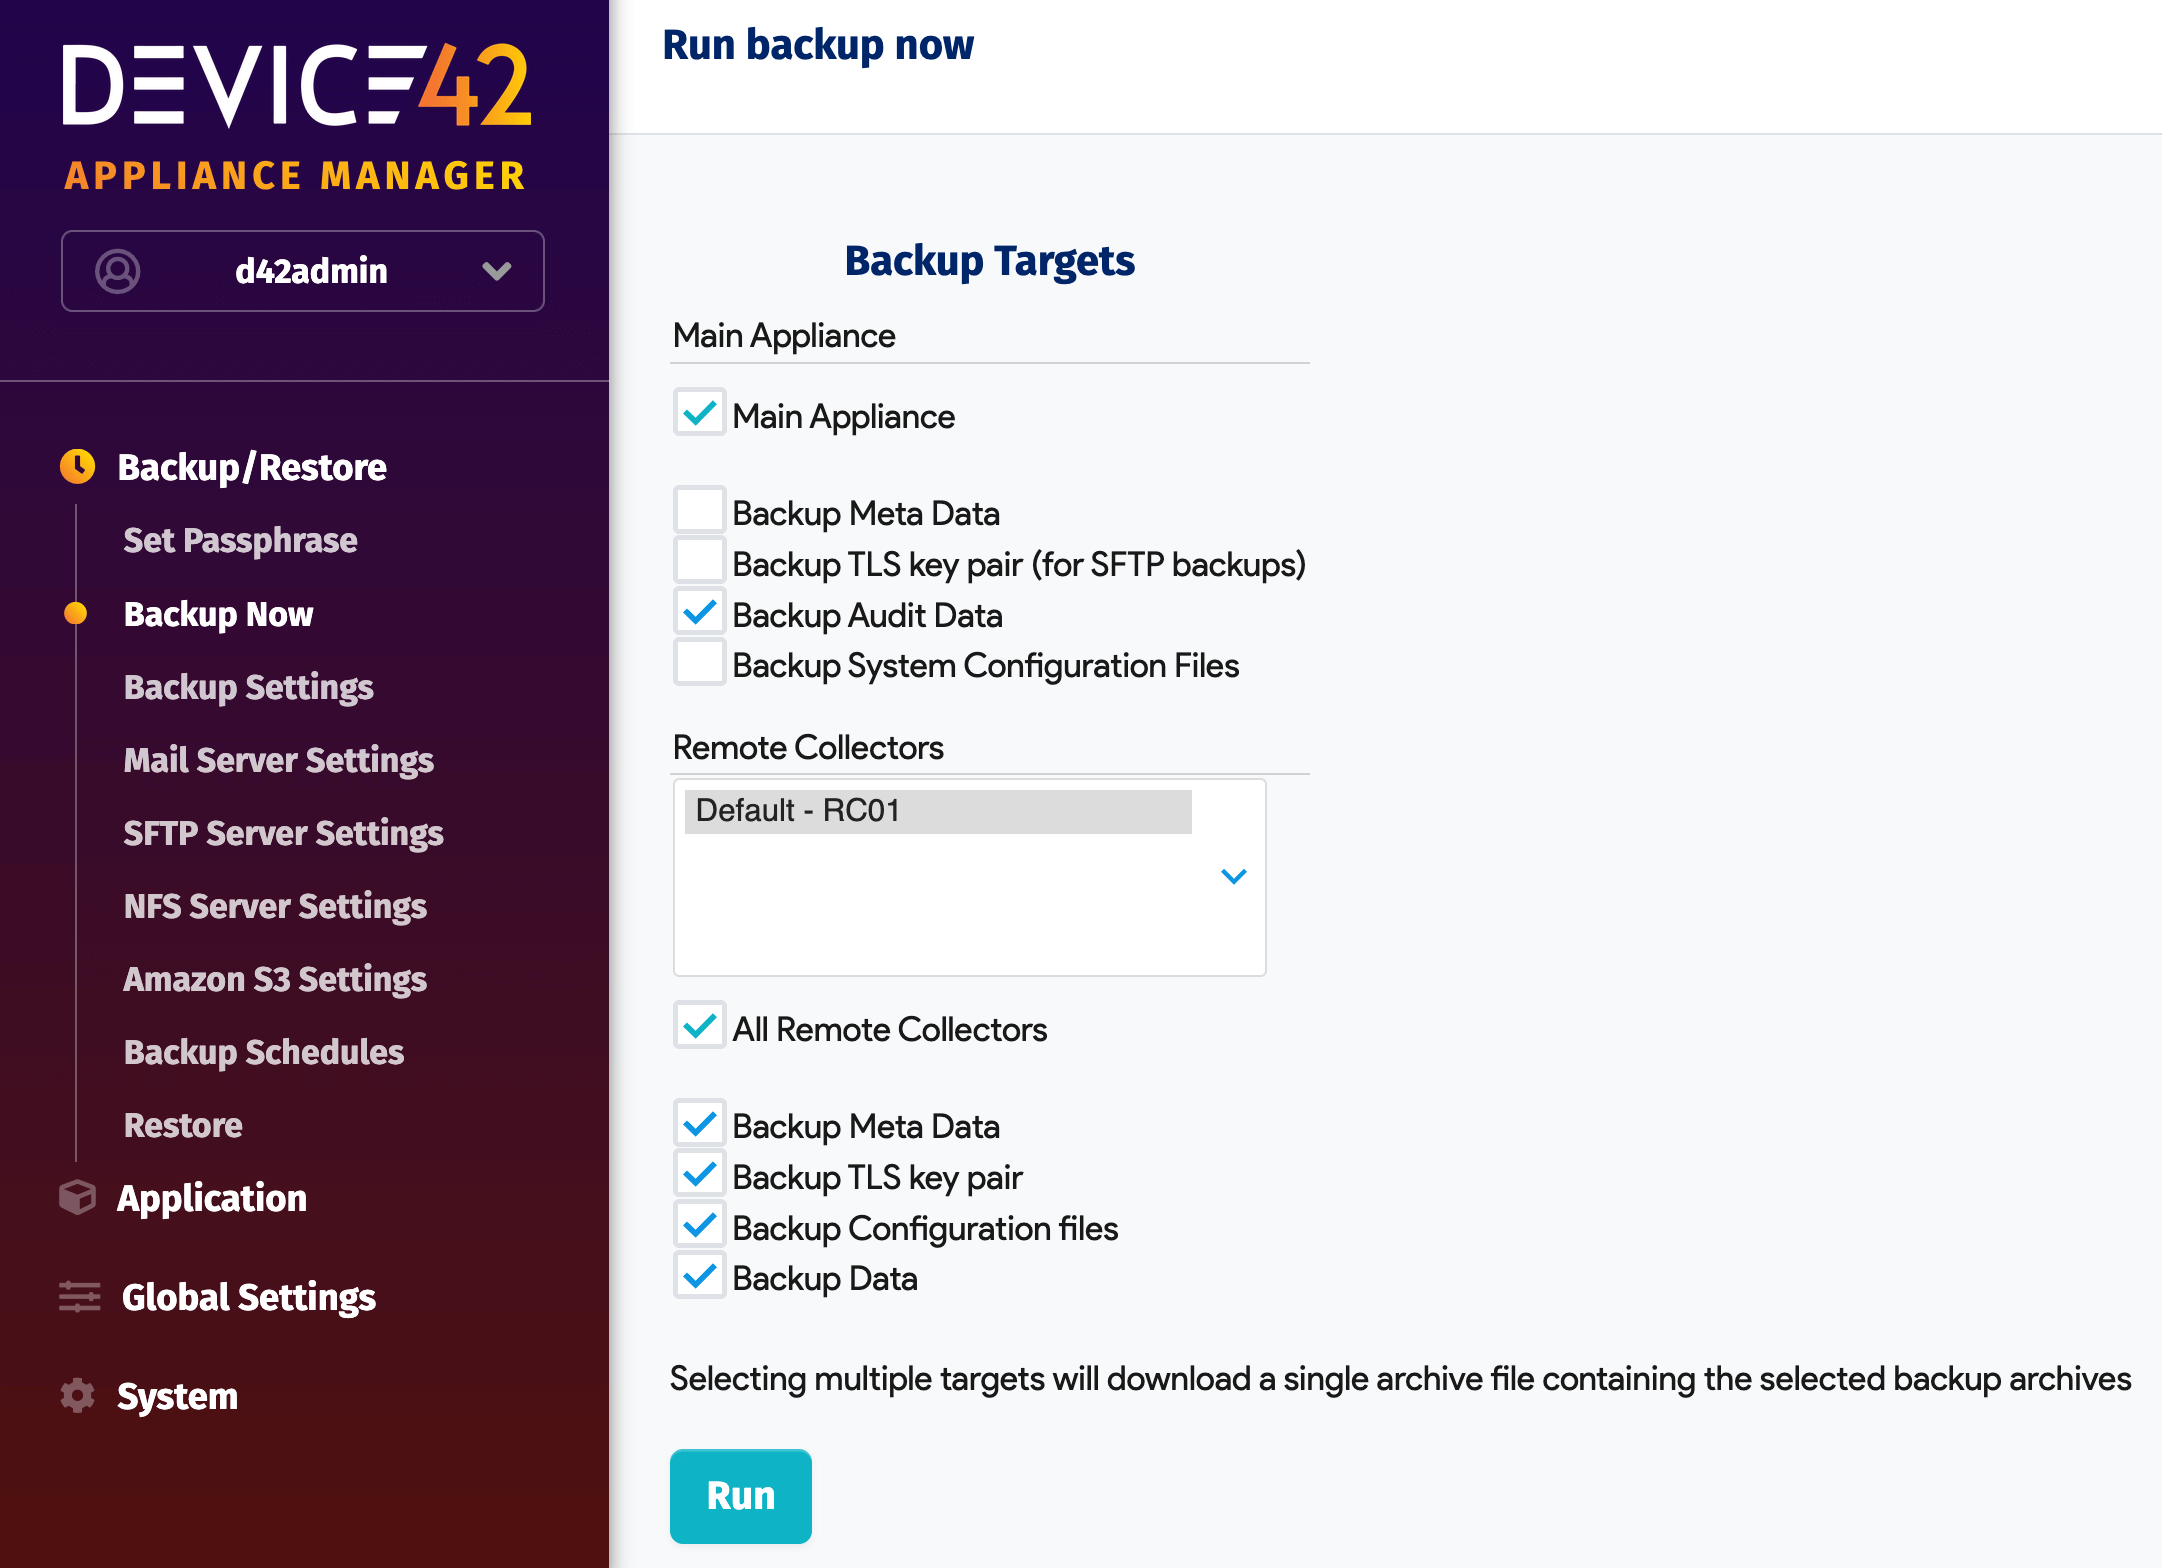 DEVICE42
APPLIANCE MANAGER
d42admin
Backup/Restore
Set Passphrase
Backup Now
Backup Settings
Mail Server Settings
SFTP Server Settings
NFS Server Settings
Amazon S3 Settings
Backup Schedules
Restore
Application
Global Settings
System
Run backup now
Backup Targets
Main Appliance
Main Appliance
Backup Meta Data
Backup TLS key pair (for SFTP backups)
Backup Audit Data
Backup System Configuration Files
Remote Collectors
Default - RC01
All Remote Collectors
Backup Meta Data
Backup TLS key pair
Backup Configuration files
Backup Data
Selecting multiple targets will download a single archive file containing the selected backup archives
Run